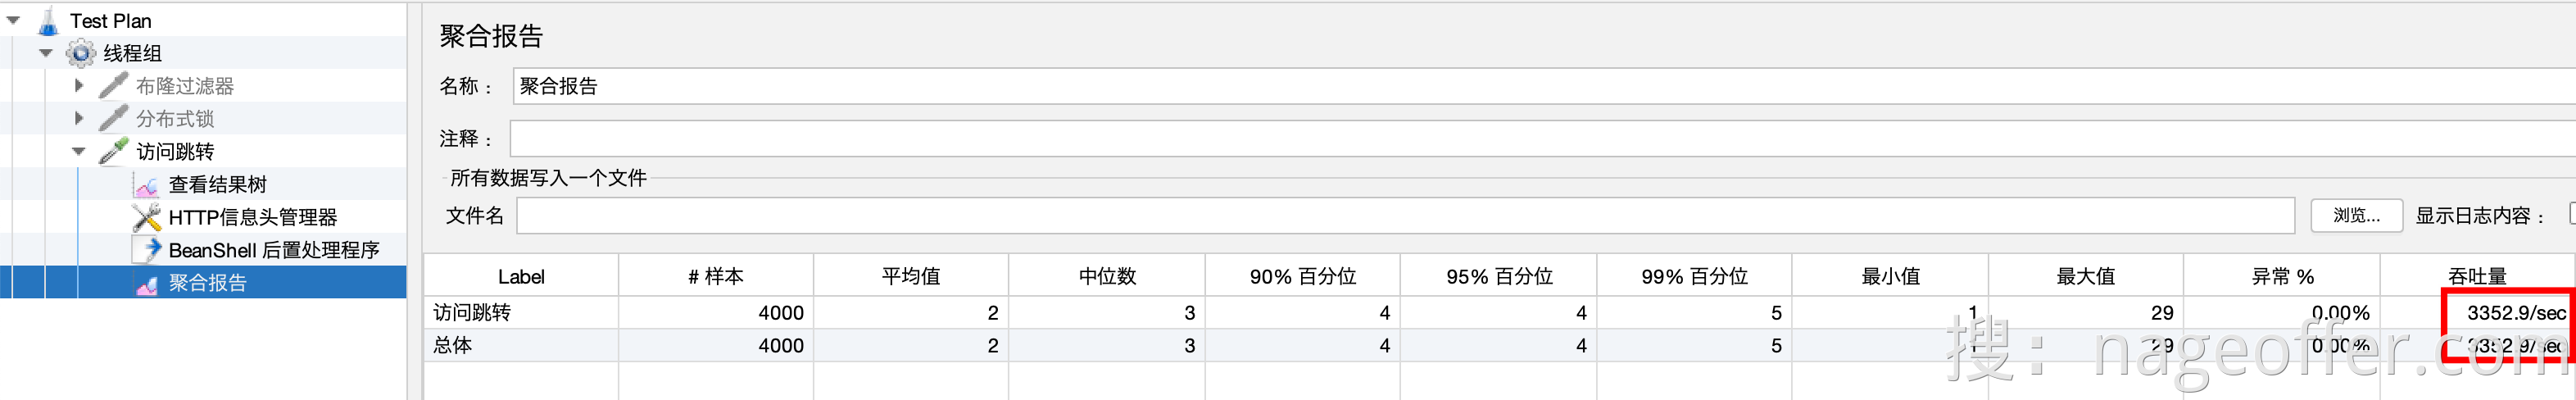 Test Plan
线程组
布隆过滤器
分布式锁
访问跳转
查看结果树
HTTP信息头管理器
BeanShell 后置处理程序
聚合报告
聚合报告
名称： 聚合报告
注释：
所有数据写入一个文件
文件名 浏览... 显示日志内容：
Label # 样本 平均值 中位数 90% 百分位 95% 百分位 99% 百分位 最小值 最大值 异常 % 吞吐量
访问跳转 4000 2 3 4 4 5 1 29 0.00% 3352.9/sec
总体 4000 2 3 4 4 5 1 29 0.00% 3352.9/sec
搜：nageoffer.com